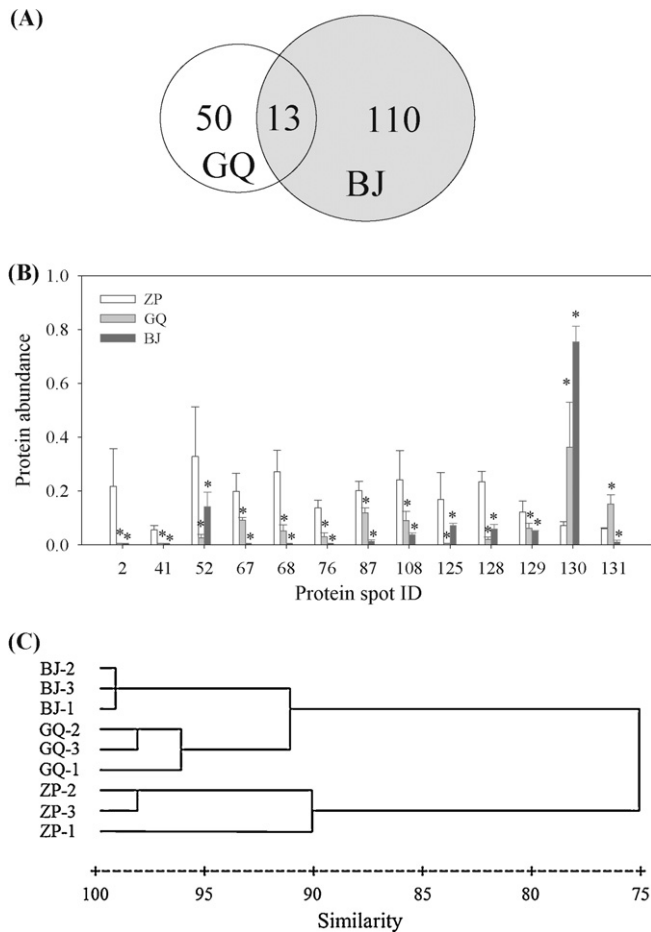 (A)
50 13 110
GQ
BJ
(B)
1.0
0.8
0.6
0.4
0.2
0.0
Protein abundance
ZP
GQ
BJ
* * * * * * * * * * * * * * * * * * * * * * * * * *
2 41 52 67 68 76 87 108 125 128 129 130 131
Protein spot ID
(C)
BJ-2
BJ-3
BJ-1
GQ-2
GQ-3
GQ-1
ZP-2
ZP-3
ZP-1
100 95 90 85 80 75
Similarity